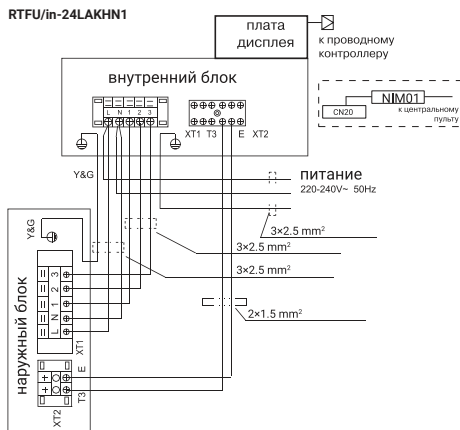 RTFU/in-24LAKHN1
плата
дисплея
к проводному
контроллеру
внутренний блок
L N 1 2 3
XT1 T3 E XT2
NIM01
CN20
к центральному
пульту
Y&G
питание
220-240V~ 50Hz
3×2.5 mm²
3×2.5 mm²
3×2.5 mm²
2×1.5 mm²
наружный блок
Y&G
3
2
1
N
L
XT1
E
T3
XT2